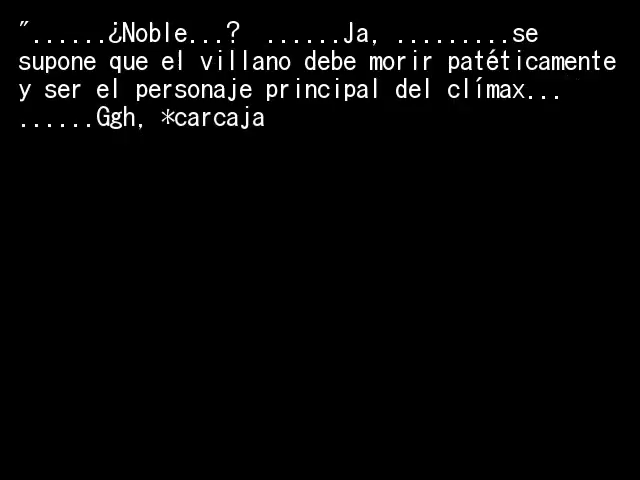 "......¿Noble...?  ......Ja, .........se
supone que el villano debe morir patéticamente
y ser el personaje principal del clímax...
......Ggh, *carcaja